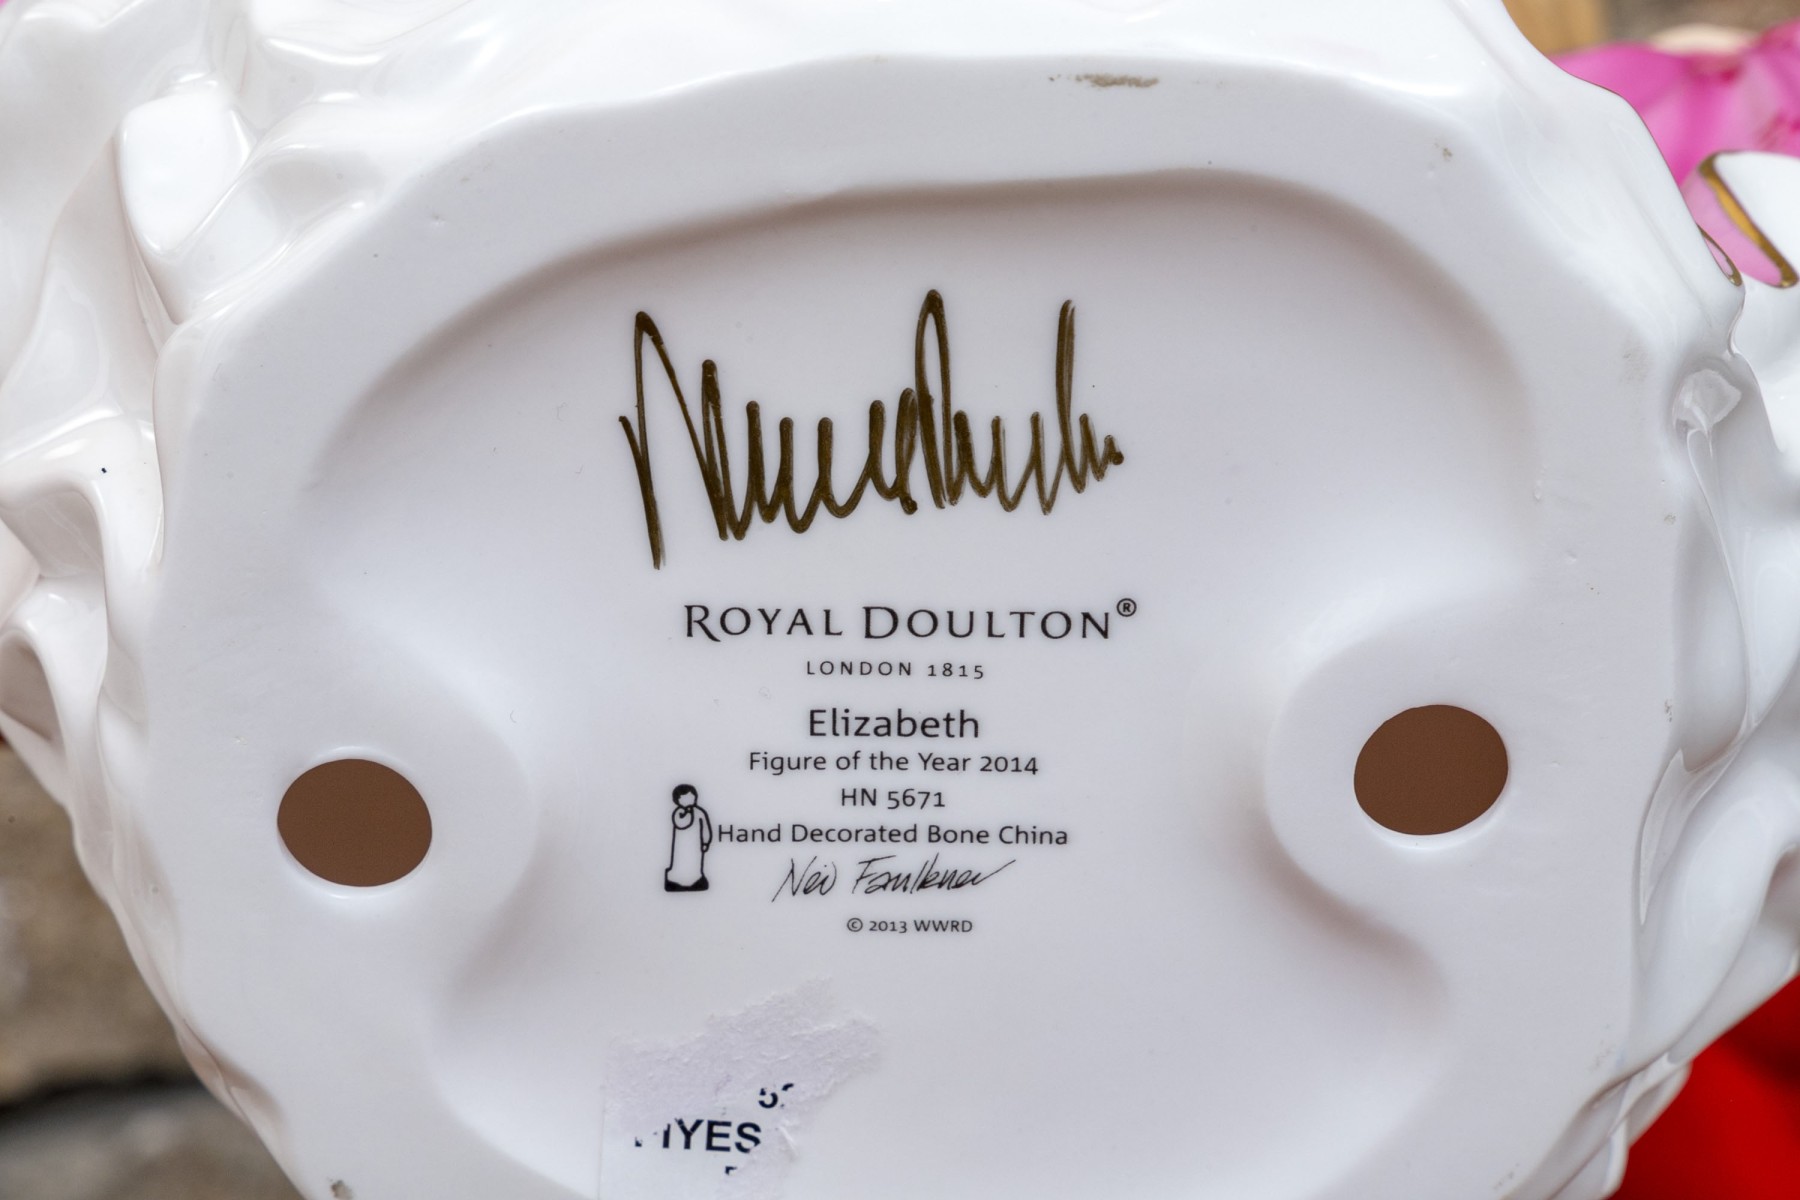 ROYAL DOULTON®
LONDON 1815
Elizabeth
Figure of the Year 2014
HN 5671
Hand Decorated Bone China
Neil Faulkner
© 2013 WWRD
YES